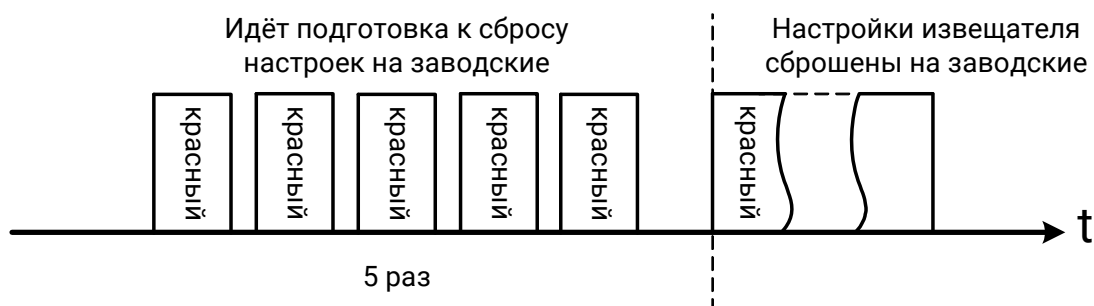 Идёт подготовка к сбросу
настроек на заводские
Настройки извещателя
сброшены на заводские
красный
красный
красный
красный
красный
красный
t
5 раз